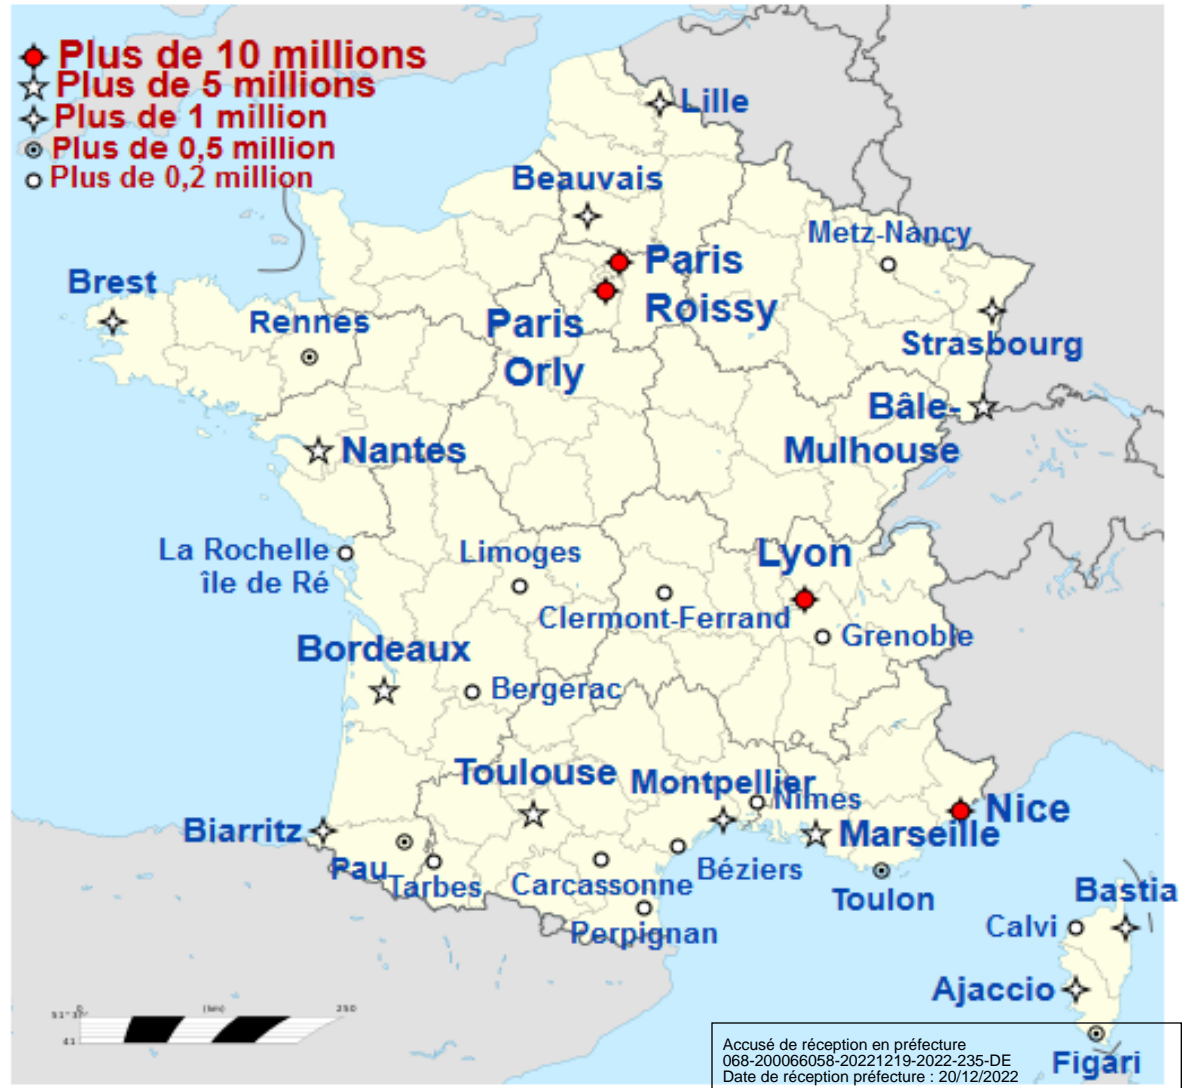 Plus de 10 millions
Plus de 5 millions
Plus de 1 million
Plus de 0,5 million
Plus de 0,2 million
Lille
Beauvais
Metz-Nancy
Paris
Roissy
Brest
Rennes
Paris
Orly
Strasbourg
Bâle-
Mulhouse
Nantes
La Rochelle
île de Ré
Limoges
Lyon
Clermont-Ferrand
Grenoble
Bordeaux
Bergerac
Toulouse
Montpellier
Nîmes
Nice
Biarritz
Marseille
Pau
Tarbes
Carcassonne
Béziers
Toulon
Perpignan
Bastia
Calvi
Ajaccio
Figari
0 (km) 250
Accusé de réception en préfecture
068-200066058-20221219-2022-235-DE
Date de réception préfecture : 20/12/2022